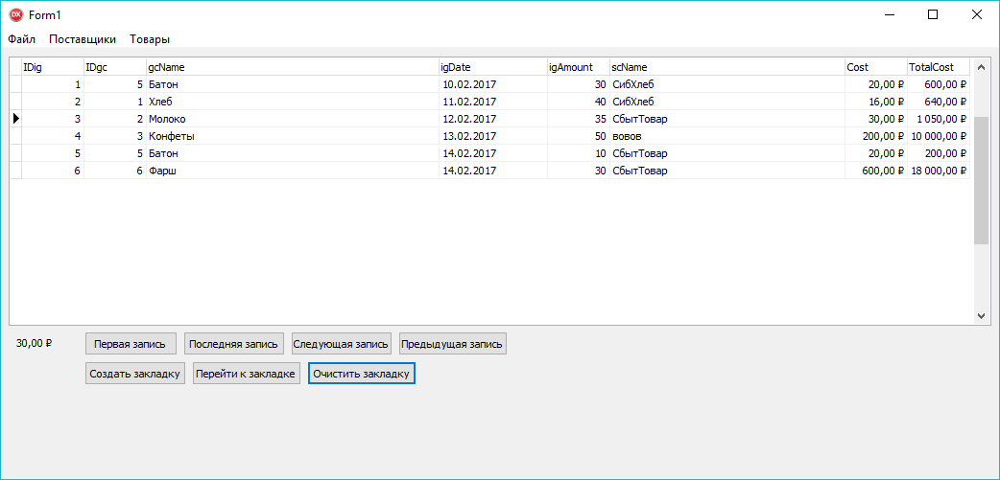 DX Form1
Файл Поставщики Товары
IDig IDgc gcName igDate igAmount scName Cost TotalCost
1 5 Батон 10.02.2017 30 СибХлеб 20,00 ₽ 600,00 ₽
2 1 Хлеб 11.02.2017 40 СибХлеб 16,00 ₽ 640,00 ₽
3 2 Молоко 12.02.2017 35 СбытТовар 30,00 ₽ 1 050,00 ₽
4 3 Конфеты 13.02.2017 50 вовов 200,00 ₽ 10 000,00 ₽
5 5 Батон 14.02.2017 10 СбытТовар 20,00 ₽ 200,00 ₽
6 6 Фарш 14.02.2017 30 СбытТовар 600,00 ₽ 18 000,00 ₽
30,00 ₽ Первая запись Последняя запись Следующая запись Предыдущая запись
Создать закладку Перейти к закладке Очистить закладку